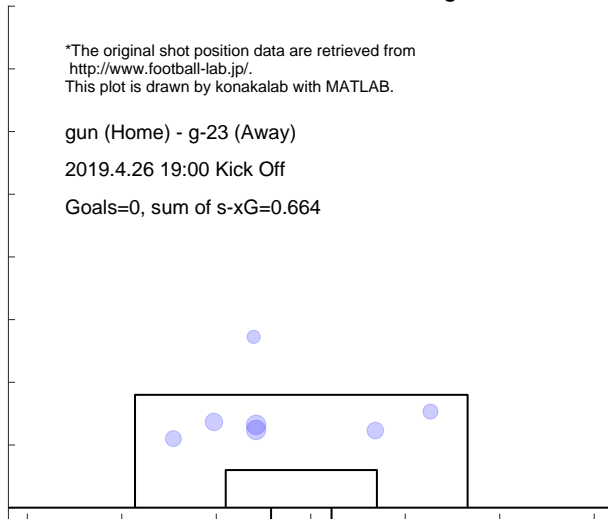 *The original shot position data are retrieved from
http://www.football-lab.jp/.
This plot is drawn by konakalab with MATLAB.
gun (Home) - g-23 (Away)
2019.4.26 19:00 Kick Off
Goals=0, sum of s-xG=0.664